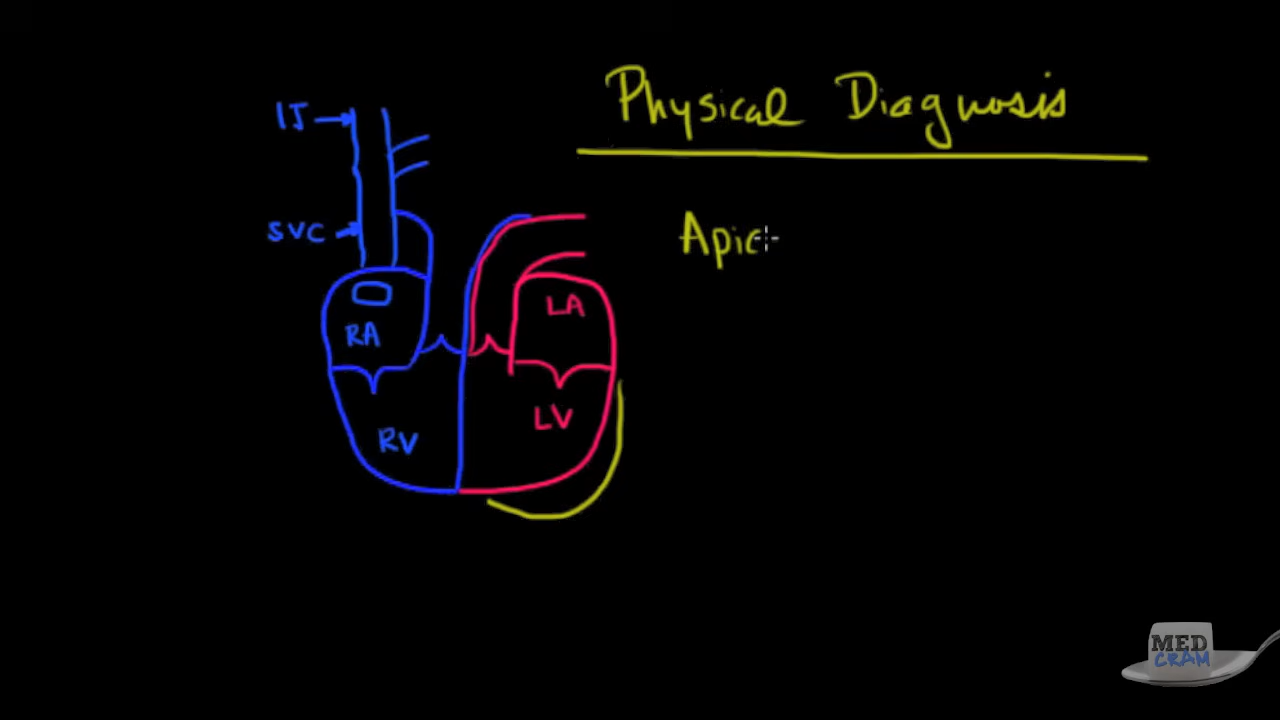 Physical Diagnosis
IJ
SVC
Apic
LA
RA
LV
RV
MED
CRAM